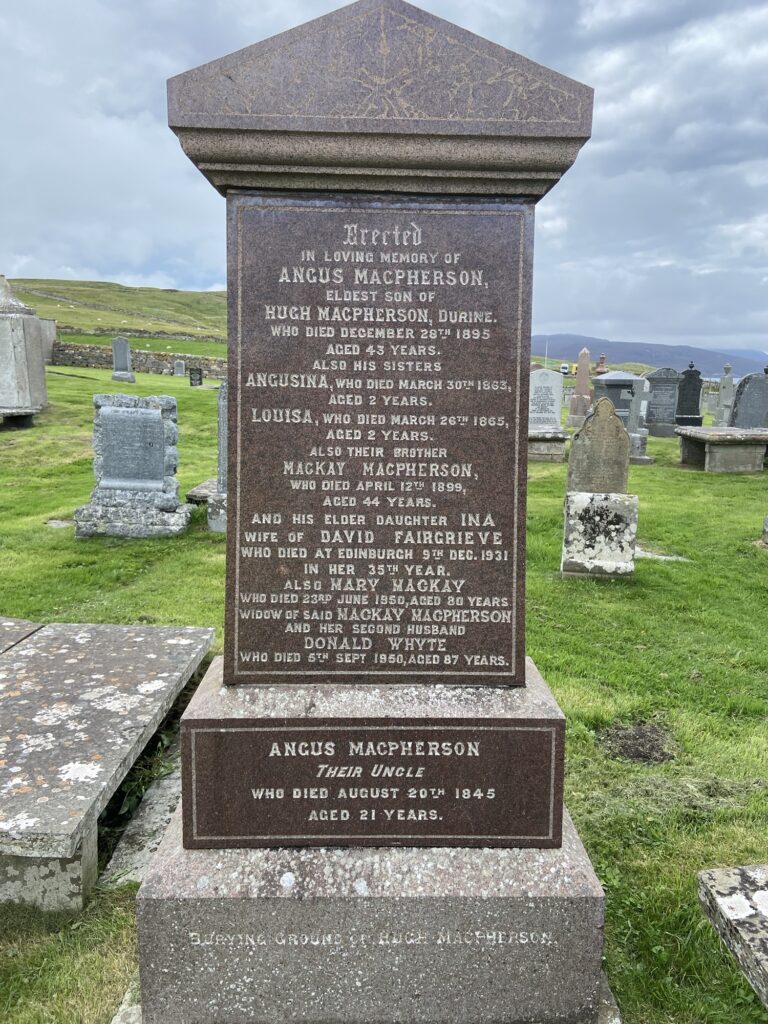 Erected
IN LOVING MEMORY OF
ANGUS MACPHERSON,
ELDEST SON OF
HUGH MACPHERSON, DURINE.
WHO DIED DECEMBER 28TH 1895
AGED 43 YEARS.
ALSO HIS SISTERS
ANGUSINA, WHO DIED MARCH 30TH 1863,
AGED 2 YEARS.
LOUISA, WHO DIED MARCH 26TH 1865,
AGED 2 YEARS.
ALSO THEIR BROTHER
MACKAY MACPHERSON,
WHO DIED APRIL 12TH 1899,
AGED 44 YEARS.
AND HIS ELDER DAUGHTER INA
WIFE OF DAVID FAIRGRIEVE
WHO DIED AT EDINBURGH 9TH DEC. 1931
IN HER 35TH YEAR.
ALSO MARY MACKAY
WHO DIED 23RD JUNE 1950, AGED 80 YEARS.
WIDOW OF SAID MACKAY MACPHERSON
AND HER SECOND HUSBAND
DONALD WHYTE
WHO DIED 5TH SEPT 1950, AGED 87 YEARS.
ANGUS MACPHERSON
THEIR UNCLE
WHO DIED AUGUST 20TH 1845
AGED 21 YEARS.
BURYING GROUND OF HUGH MACPHERSON.